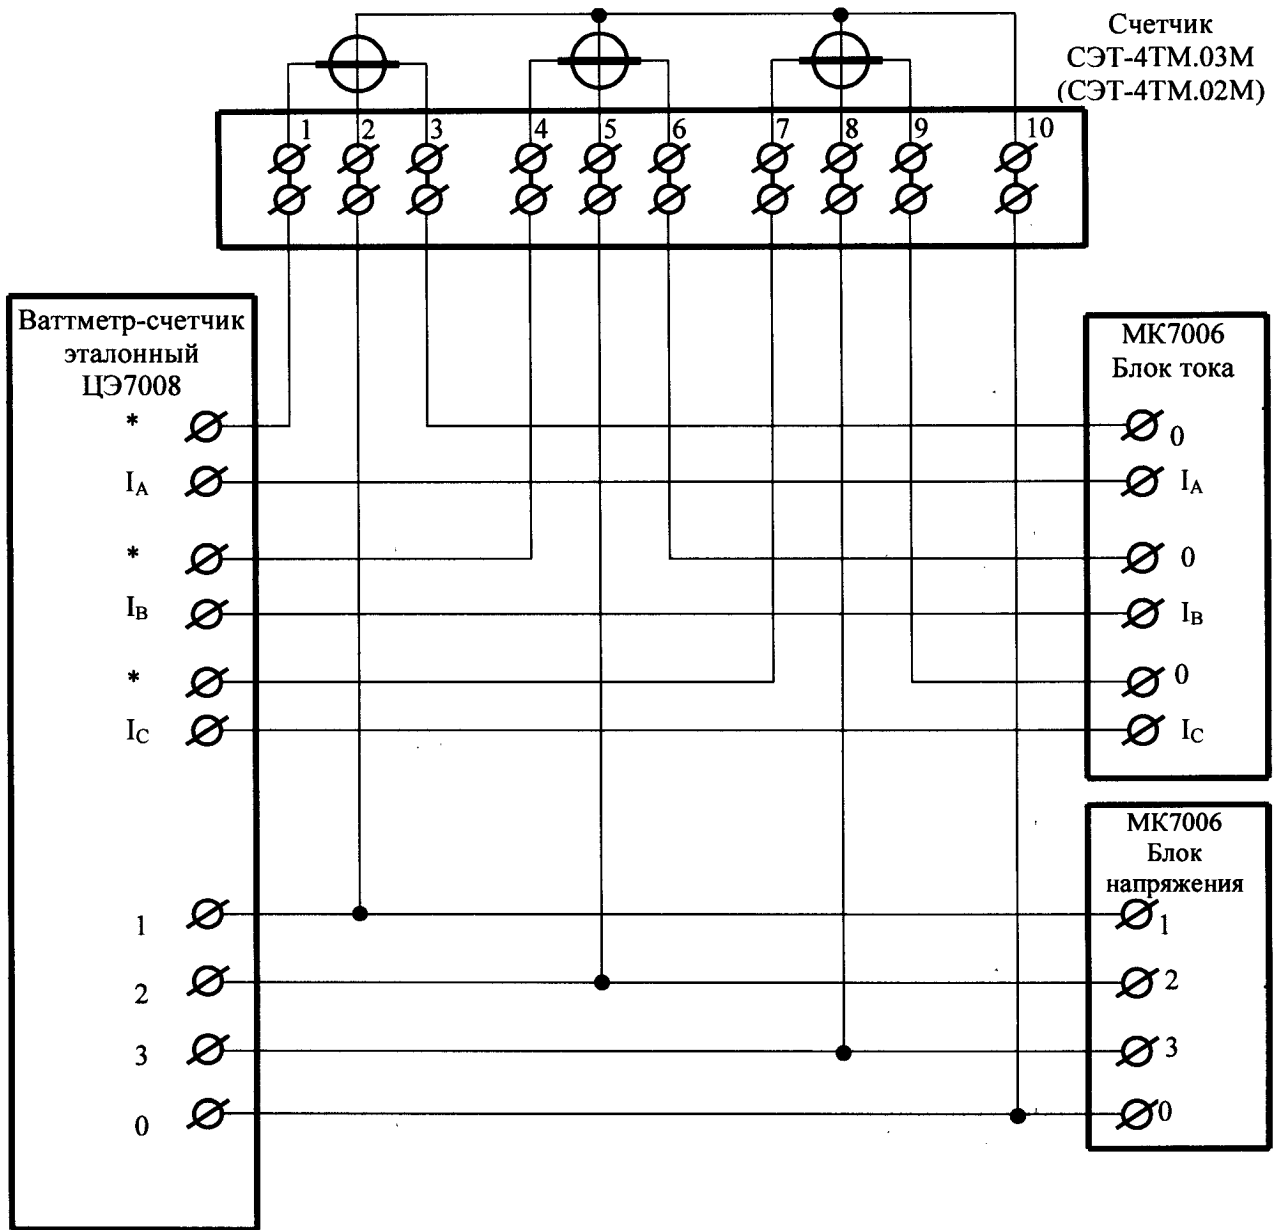 Счетчик
СЭТ-4ТМ.03М
(СЭТ-4ТМ.02М)
1 2 3 4 5 6 7 8 9 10
Ваттметр-счетчик
эталонный
ЦЭ7008
*
IA
*
IB
*
IC
1
2
3
0
МК7006
Блок тока
0
IA
0
IB
0
IC
МК7006
Блок
напряжения
1
2
3
0